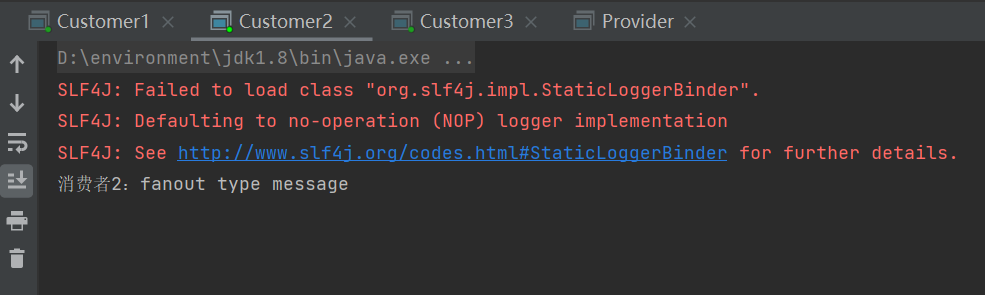 Customer1 Customer2 Customer3 Provider
D:\environment\jdk1.8\bin\java.exe ...
SLF4J: Failed to load class "org.slf4j.impl.StaticLoggerBinder".
SLF4J: Defaulting to no-operation (NOP) logger implementation
SLF4J: See http://www.slf4j.org/codes.html#StaticLoggerBinder for further details.
消费者2：fanout type message